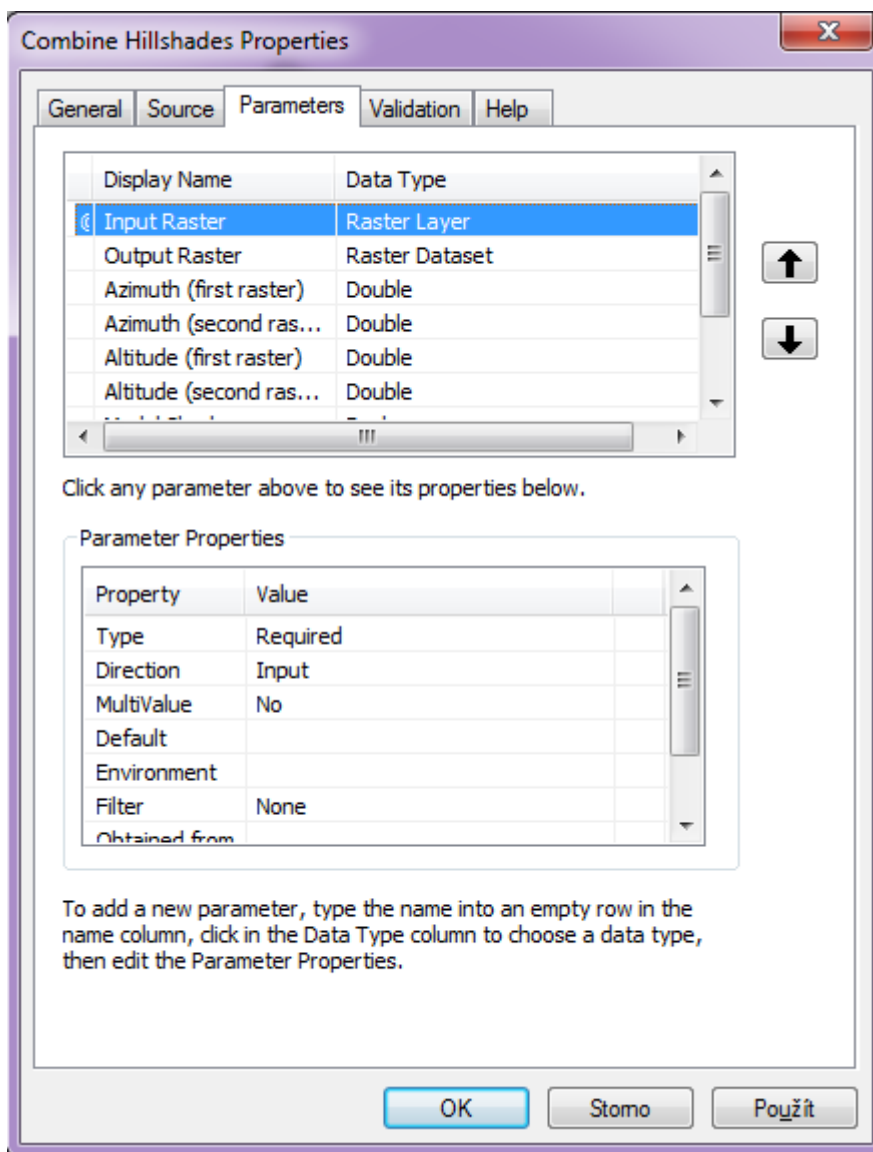 Combine Hillshades Properties
General Source Parameters Validation Help
Display Name Data Type
Input Raster Raster Layer
Output Raster Raster Dataset
Azimuth (first raster) Double
Azimuth (second ras... Double
Altitude (first raster) Double
Altitude (second ras... Double
Click any parameter above to see its properties below.
Parameter Properties
Property Value
Type Required
Direction Input
MultiValue No
Default
Environment
Filter None
Obtained from
To add a new parameter, type the name into an empty row in the
name column, click in the Data Type column to choose a data type,
then edit the Parameter Properties.
OK Storno Použít